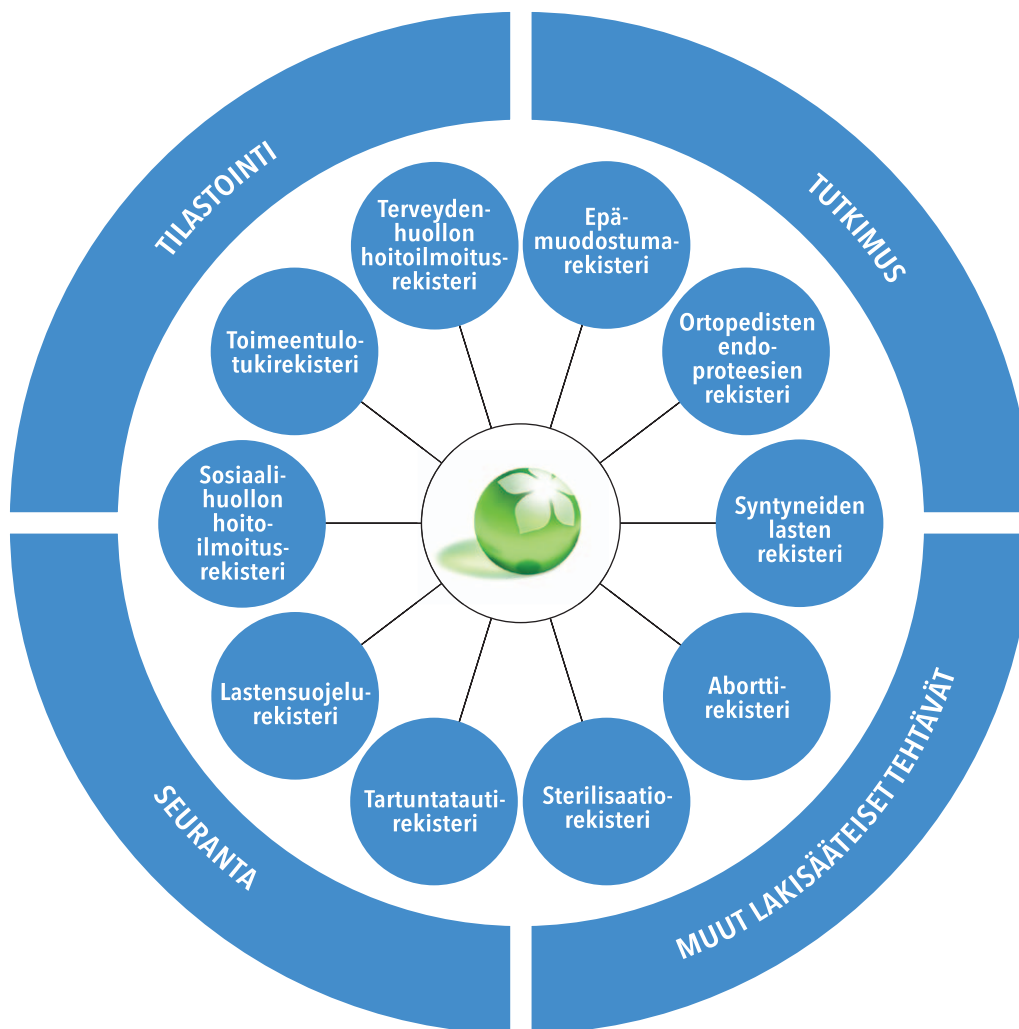 TILASTOINTI
TUTKIMUS
MUUT LAKISÄÄTEISET TEHTÄVÄT
SEURANTA
Terveyden-
huollon
hoitoilmoitus-
rekisteri
Epä-
muodostuma-
rekisteri
Ortopedisten
endo-
proteesien
rekisteri
Syntyneiden
lasten
rekisteri
Abortti-
rekisteri
Sterilisaatio-
rekisteri
Tartuntatauti-
rekisteri
Lastensuojelu-
rekisteri
Sosiaali-
huollon
hoito-
ilmoitus-
rekisteri
Toimeentulo-
tukirekisteri